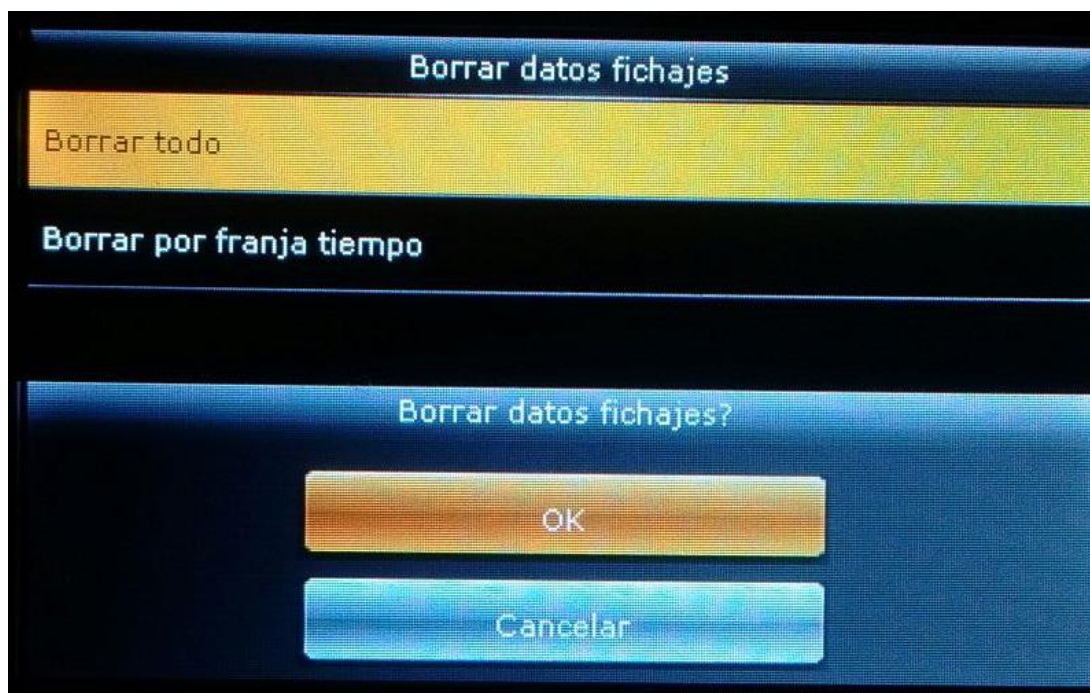 Borrar datos fichajes
Borrar todo
Borrar por franja tiempo
Borrar datos fichajes?
OK
Cancelar